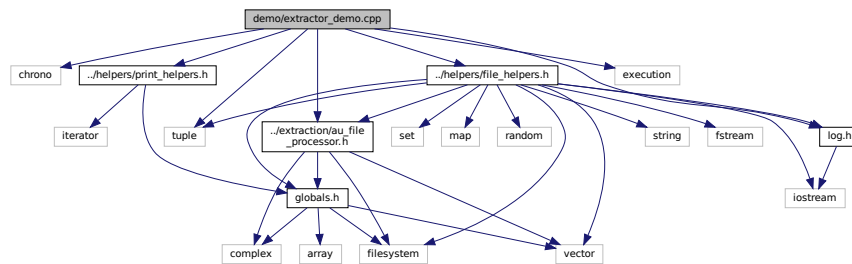 demo/extractor_demo.cpp
chrono
../helpers/print_helpers.h
../helpers/file_helpers.h
execution
iterator
tuple
../extraction/au_file
_processor.h
set
map
random
string
fstream
log.h
globals.h
iostream
complex
array
filesystem
vector